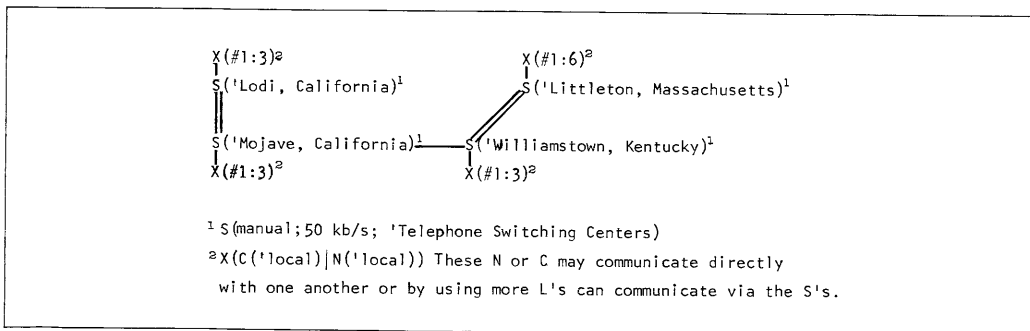 X(#1:3)² X(#1:6)²
S('Lodi, California)¹ S('Littleton, Massachusetts)¹
S('Mojave, California)¹ S('Williamstown, Kentucky)¹
X(#1:3)² X(#1:3)²
¹ S(manual;50 kb/s; 'Telephone Switching Centers)
²X(C('local)|N('local)) These N or C may communicate directly
with one another or by using more L's can communicate via the S's.